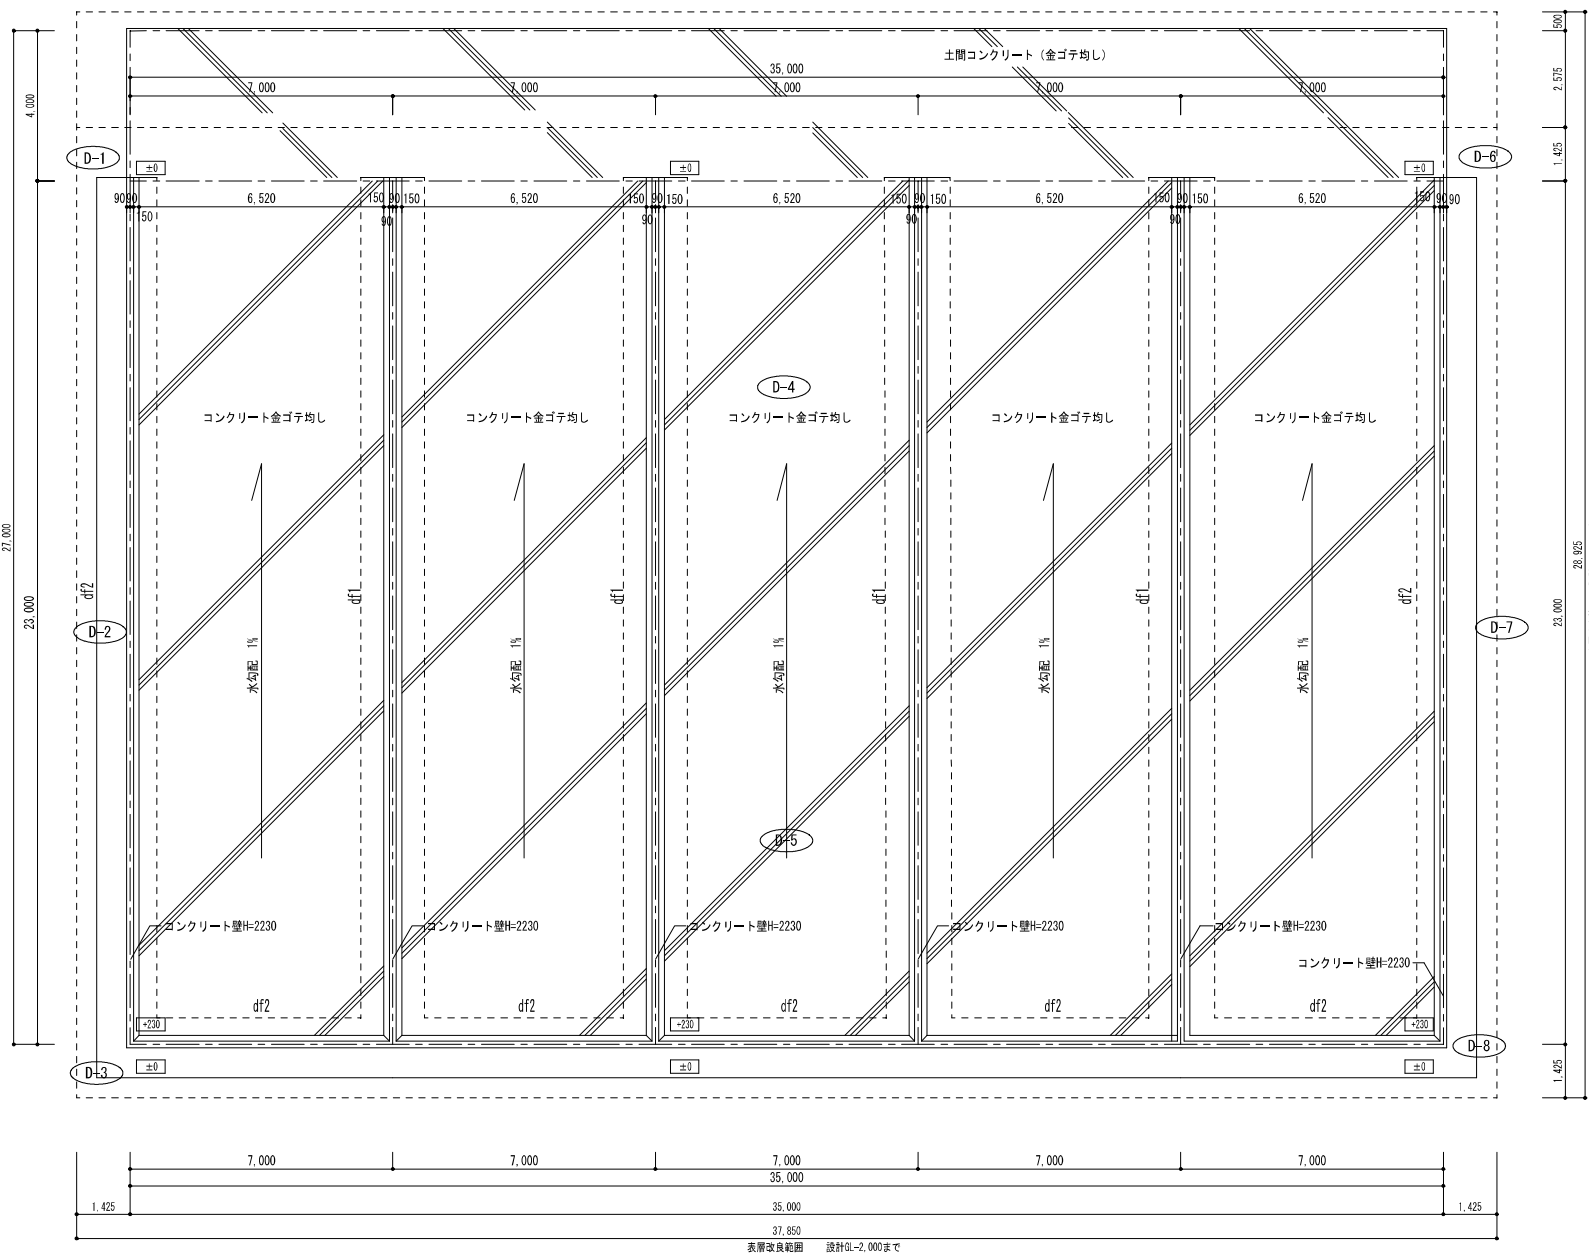 土間コンクリート（金ゴテ均し）
35,000
7,000
7,000
7,000
7,000
7,000
500
2,575
1,425
4,000
D-1
D-6
±0
±0
±0
90
90
150
6,520
150
90
90
150
6,520
150
90
90
150
6,520
150
90
90
150
6,520
150
90
90
150
6,520
150
90
90
D-4
コンクリート金ゴテ均し
コンクリート金ゴテ均し
コンクリート金ゴテ均し
コンクリート金ゴテ均し
コンクリート金ゴテ均し
27,000
23,000
28,925
23,000
df2
df1
df1
df1
df1
df2
D-2
D-7
水勾配 1%
水勾配 1%
水勾配 1%
水勾配 1%
水勾配 1%
D-5
コンクリート壁H=2230
コンクリート壁H=2230
コンクリート壁H=2230
コンクリート壁H=2230
コンクリート壁H=2230
コンクリート壁H=2230
df2
df2
df2
df2
df2
+230
+230
+230
D-8
D-3
±0
±0
±0
1,425
7,000
7,000
7,000
7,000
7,000
35,000
1,425
35,000
1,425
37,850
表層改良範囲 設計GL-2,000まで